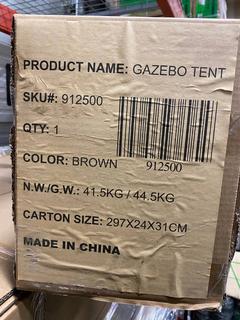 PRODUCT NAME: GAZEBO TENT
SKU#: 912500
QTY: 1
COLOR: BROWN
912500
N.W./G.W.: 41.5KG / 44.5KG
CARTON SIZE: 297X24X31CM
MADE IN CHINA